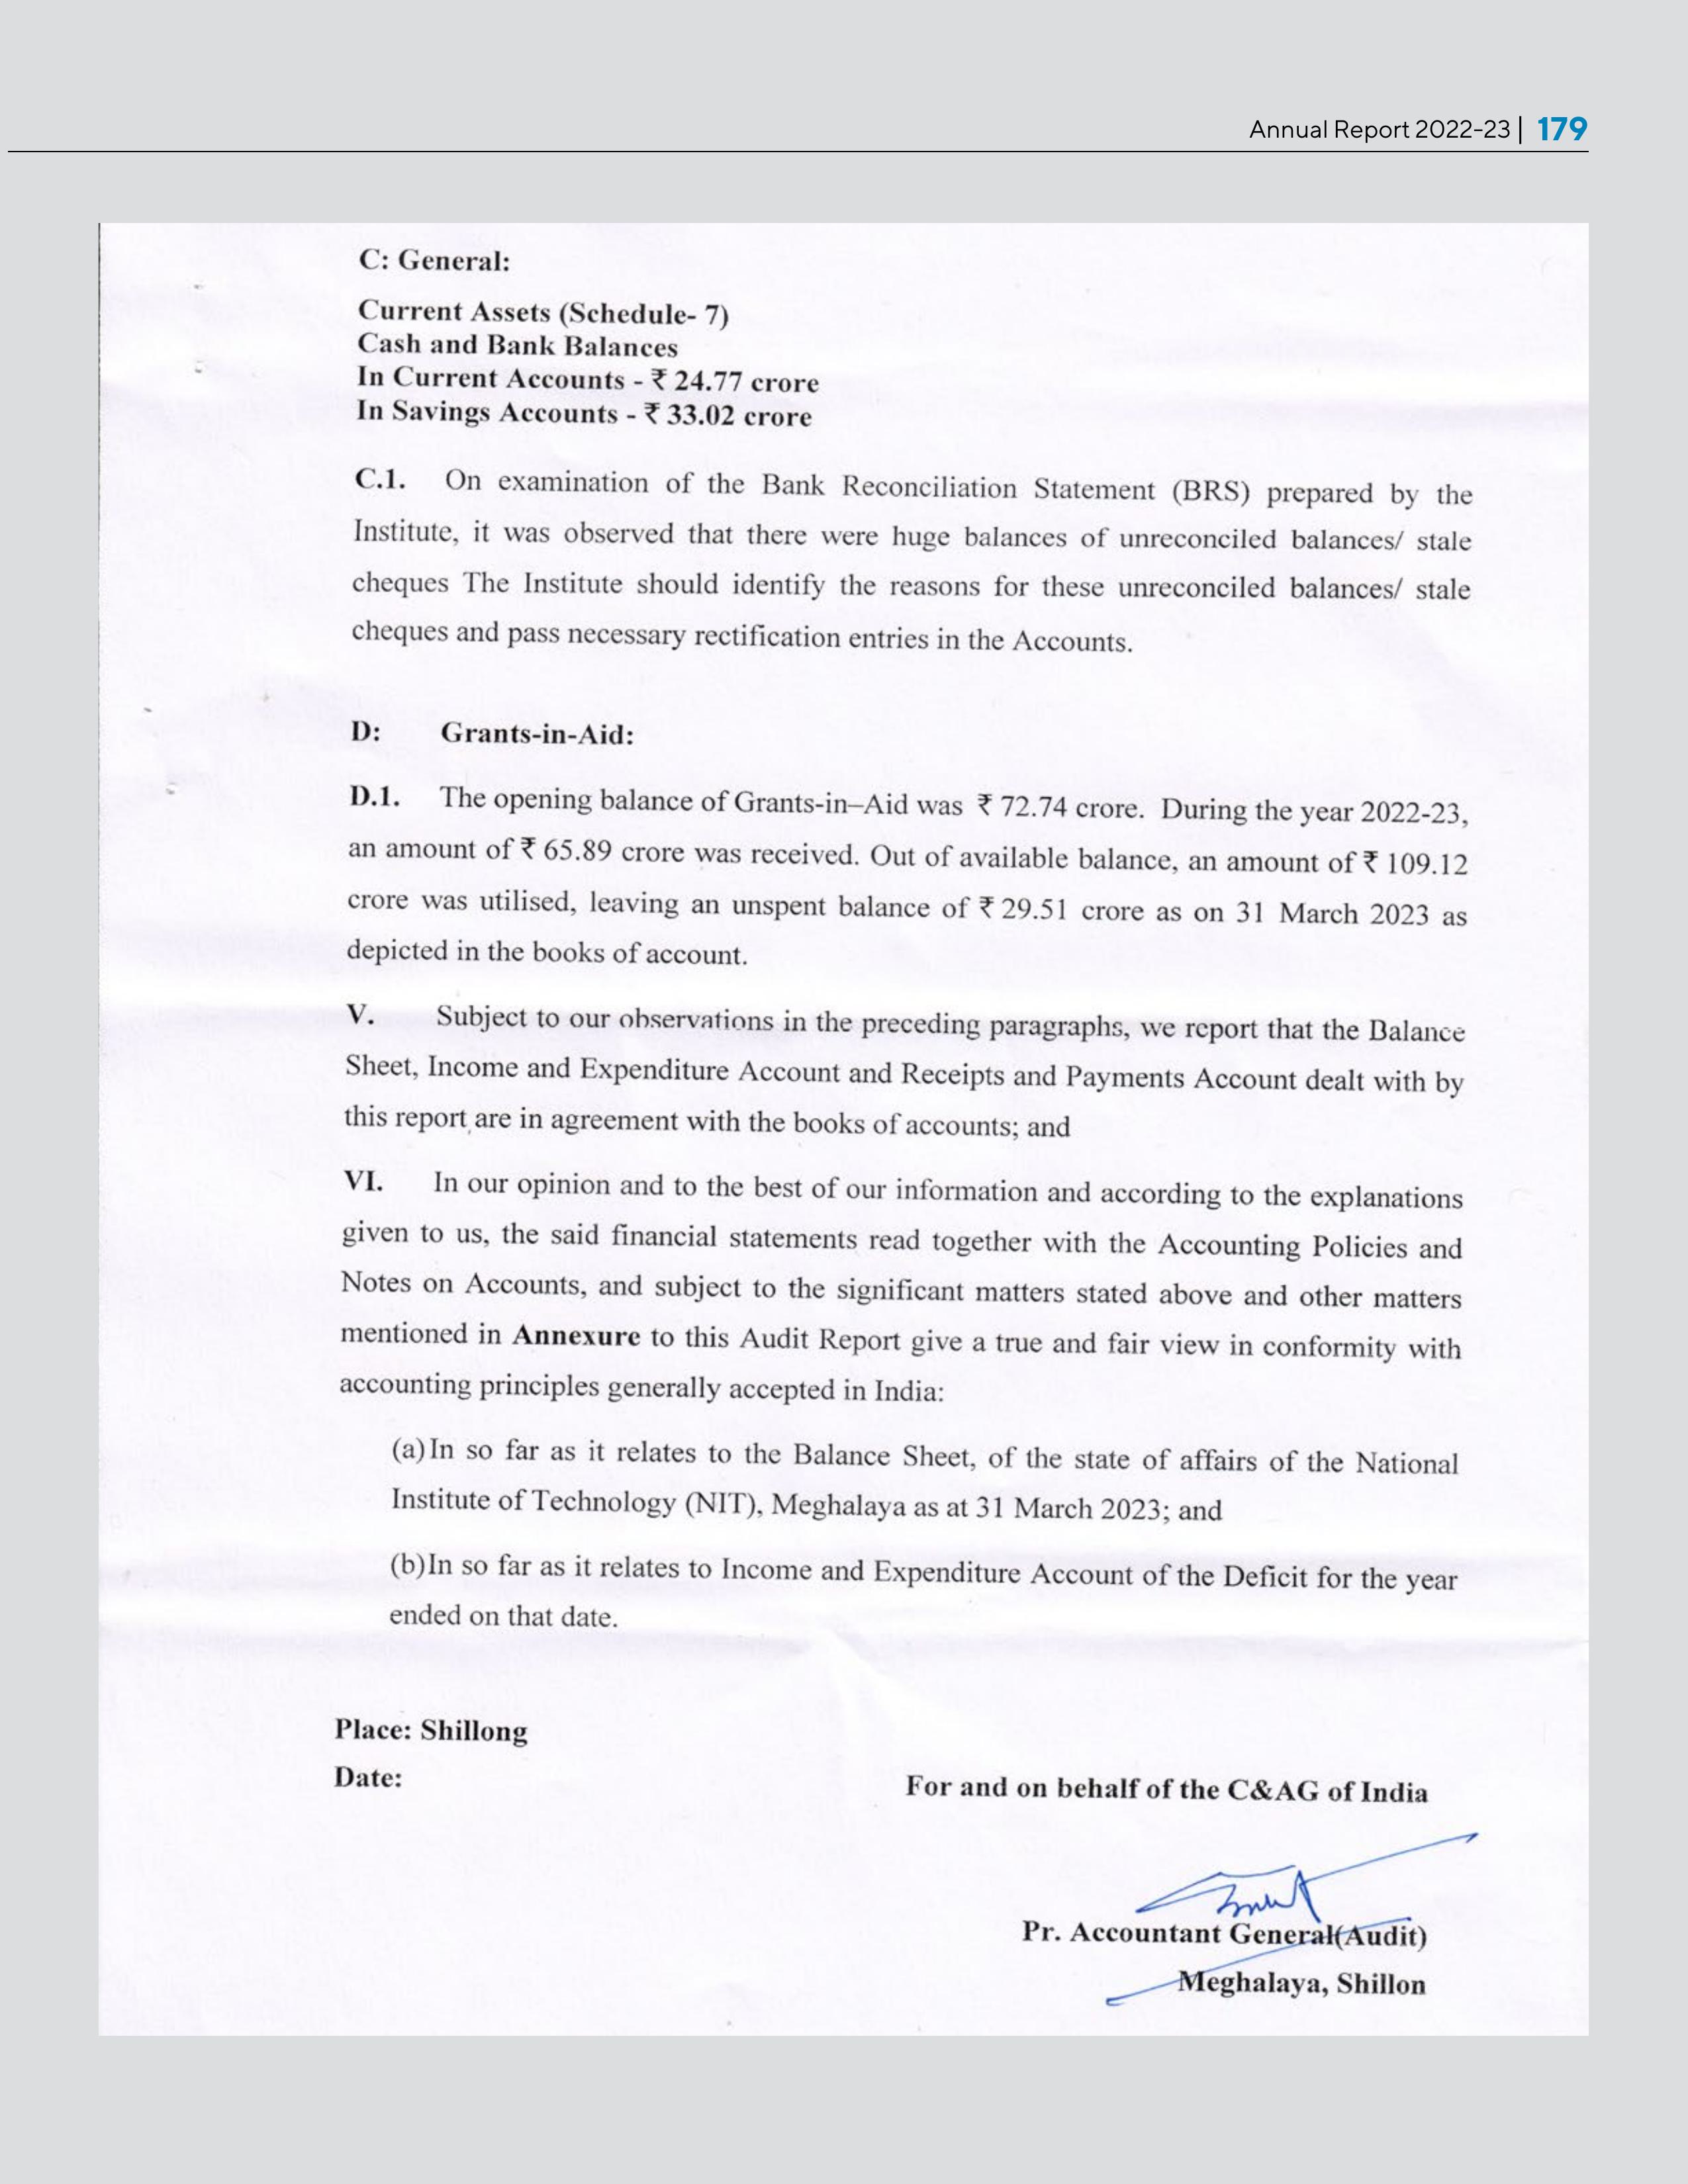 Annual Report 2022-23 | 179
C: General:
Current Assets (Schedule- 7)
Cash and Bank Balances
In Current Accounts - ₹ 24.77 crore
In Savings Accounts - ₹ 33.02 crore
C.1. On examination of the Bank Reconciliation Statement (BRS) prepared by the
Institute, it was observed that there were huge balances of unreconciled balances/ stale
cheques The Institute should identify the reasons for these unreconciled balances/ stale
cheques and pass necessary rectification entries in the Accounts.
D: Grants-in-Aid:
D.1. The opening balance of Grants-in–Aid was ₹ 72.74 crore. During the year 2022-23,
an amount of ₹ 65.89 crore was received. Out of available balance, an amount of ₹ 109.12
crore was utilised, leaving an unspent balance of ₹ 29.51 crore as on 31 March 2023 as
depicted in the books of account.
V. Subject to our observations in the preceding paragraphs, we report that the Balance
Sheet, Income and Expenditure Account and Receipts and Payments Account dealt with by
this report are in agreement with the books of accounts; and
VI. In our opinion and to the best of our information and according to the explanations
given to us, the said financial statements read together with the Accounting Policies and
Notes on Accounts, and subject to the significant matters stated above and other matters
mentioned in Annexure to this Audit Report give a true and fair view in conformity with
accounting principles generally accepted in India:
(a) In so far as it relates to the Balance Sheet, of the state of affairs of the National
Institute of Technology (NIT), Meghalaya as at 31 March 2023; and
(b) In so far as it relates to Income and Expenditure Account of the Deficit for the year
ended on that date.
Place: Shillong
Date:
For and on behalf of the C&AG of India
Pr. Accountant General(Audit)
Meghalaya, Shillon